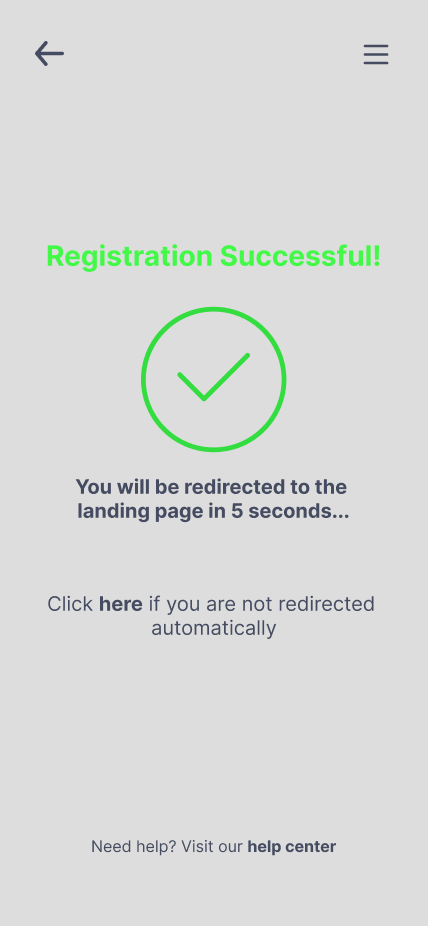 Registration Successful!
You will be redirected to the
landing page in 5 seconds...
Click here if you are not redirected
automatically
Need help? Visit our help center